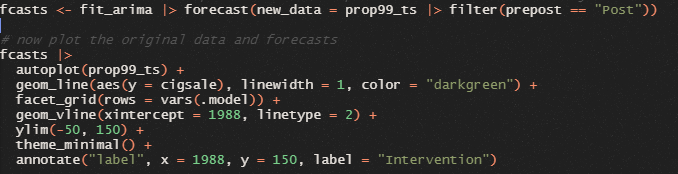 fcasts <- fit_arima |> forecast(new_data = prop99_ts |> filter(prepost == "Post"))
# now plot the original data and forecasts
fcasts |>
  autoplot(prop99_ts) +
  geom_line(aes(y = cigsale), linewidth = 1, color = "darkgreen") +
  facet_grid(rows = vars(.model)) +
  geom_vline(xintercept = 1988, linetype = 2) +
  ylim(-50, 150) +
  theme_minimal() +
  annotate("label", x = 1988, y = 150, label = "Intervention")